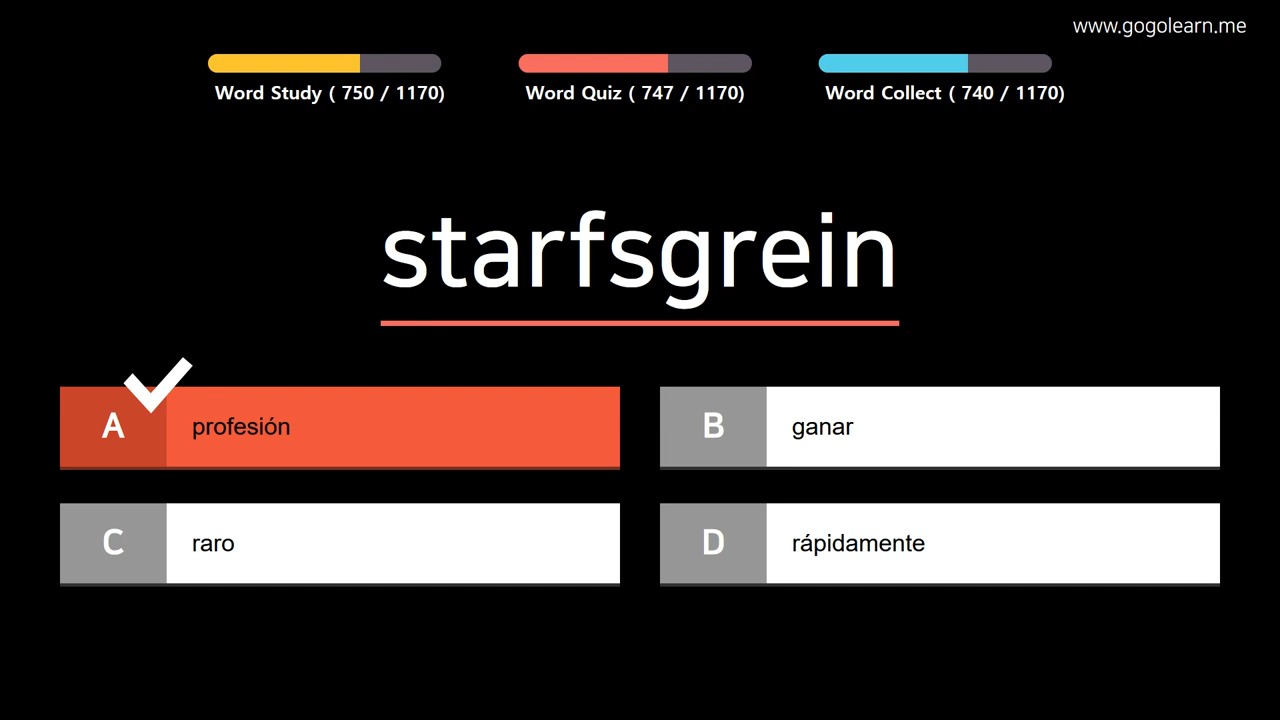 www.gogolearn.me
Word Study ( 750 / 1170)
Word Quiz ( 747 / 1170)
Word Collect ( 740 / 1170)
starfsgrein
A profesión
B ganar
C raro
D rápidamente